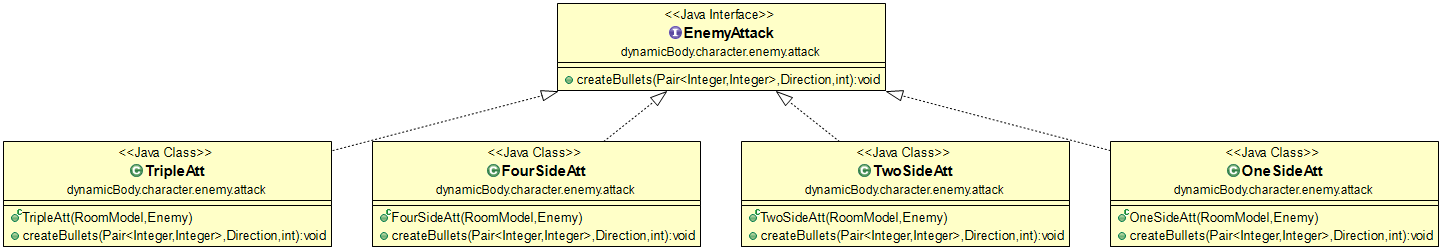 <<Java Interface>>
EnemyAttack
dynamicBody.character.enemy.attack
createBullets(Pair<Integer,Integer>,Direction,int):void
<<Java Class>>
TripleAtt
dynamicBody.character.enemy.attack
TripleAtt(RoomModel,Enemy)
createBullets(Pair<Integer,Integer>,Direction,int):void
<<Java Class>>
FourSideAtt
dynamicBody.character.enemy.attack
FourSideAtt(RoomModel,Enemy)
createBullets(Pair<Integer,Integer>,Direction,int):void
<<Java Class>>
TwoSideAtt
dynamicBody.character.enemy.attack
TwoSideAtt(RoomModel,Enemy)
createBullets(Pair<Integer,Integer>,Direction,int):void
<<Java Class>>
OneSideAtt
dynamicBody.character.enemy.attack
OneSideAtt(RoomModel,Enemy)
createBullets(Pair<Integer,Integer>,Direction,int):void